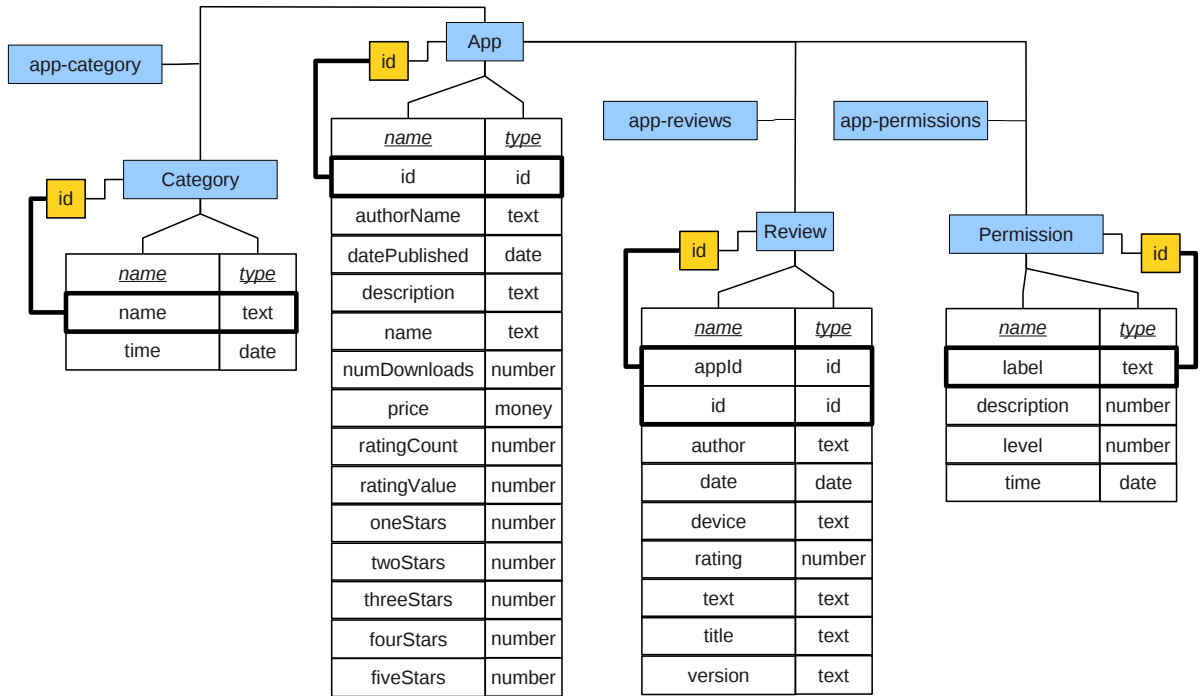 App
id
app-category
app-reviews
app-permissions
name type
id id
authorName text
datePublished date
description text
name text
numDownloads number
price money
ratingCount number
ratingValue number
oneStars number
twoStars number
threeStars number
fourStars number
fiveStars number
Category
id
name type
name text
time date
Review
id
name type
appId id
id id
author text
date date
device text
rating number
text text
title text
version text
Permission
id
name type
label text
description number
level number
time date